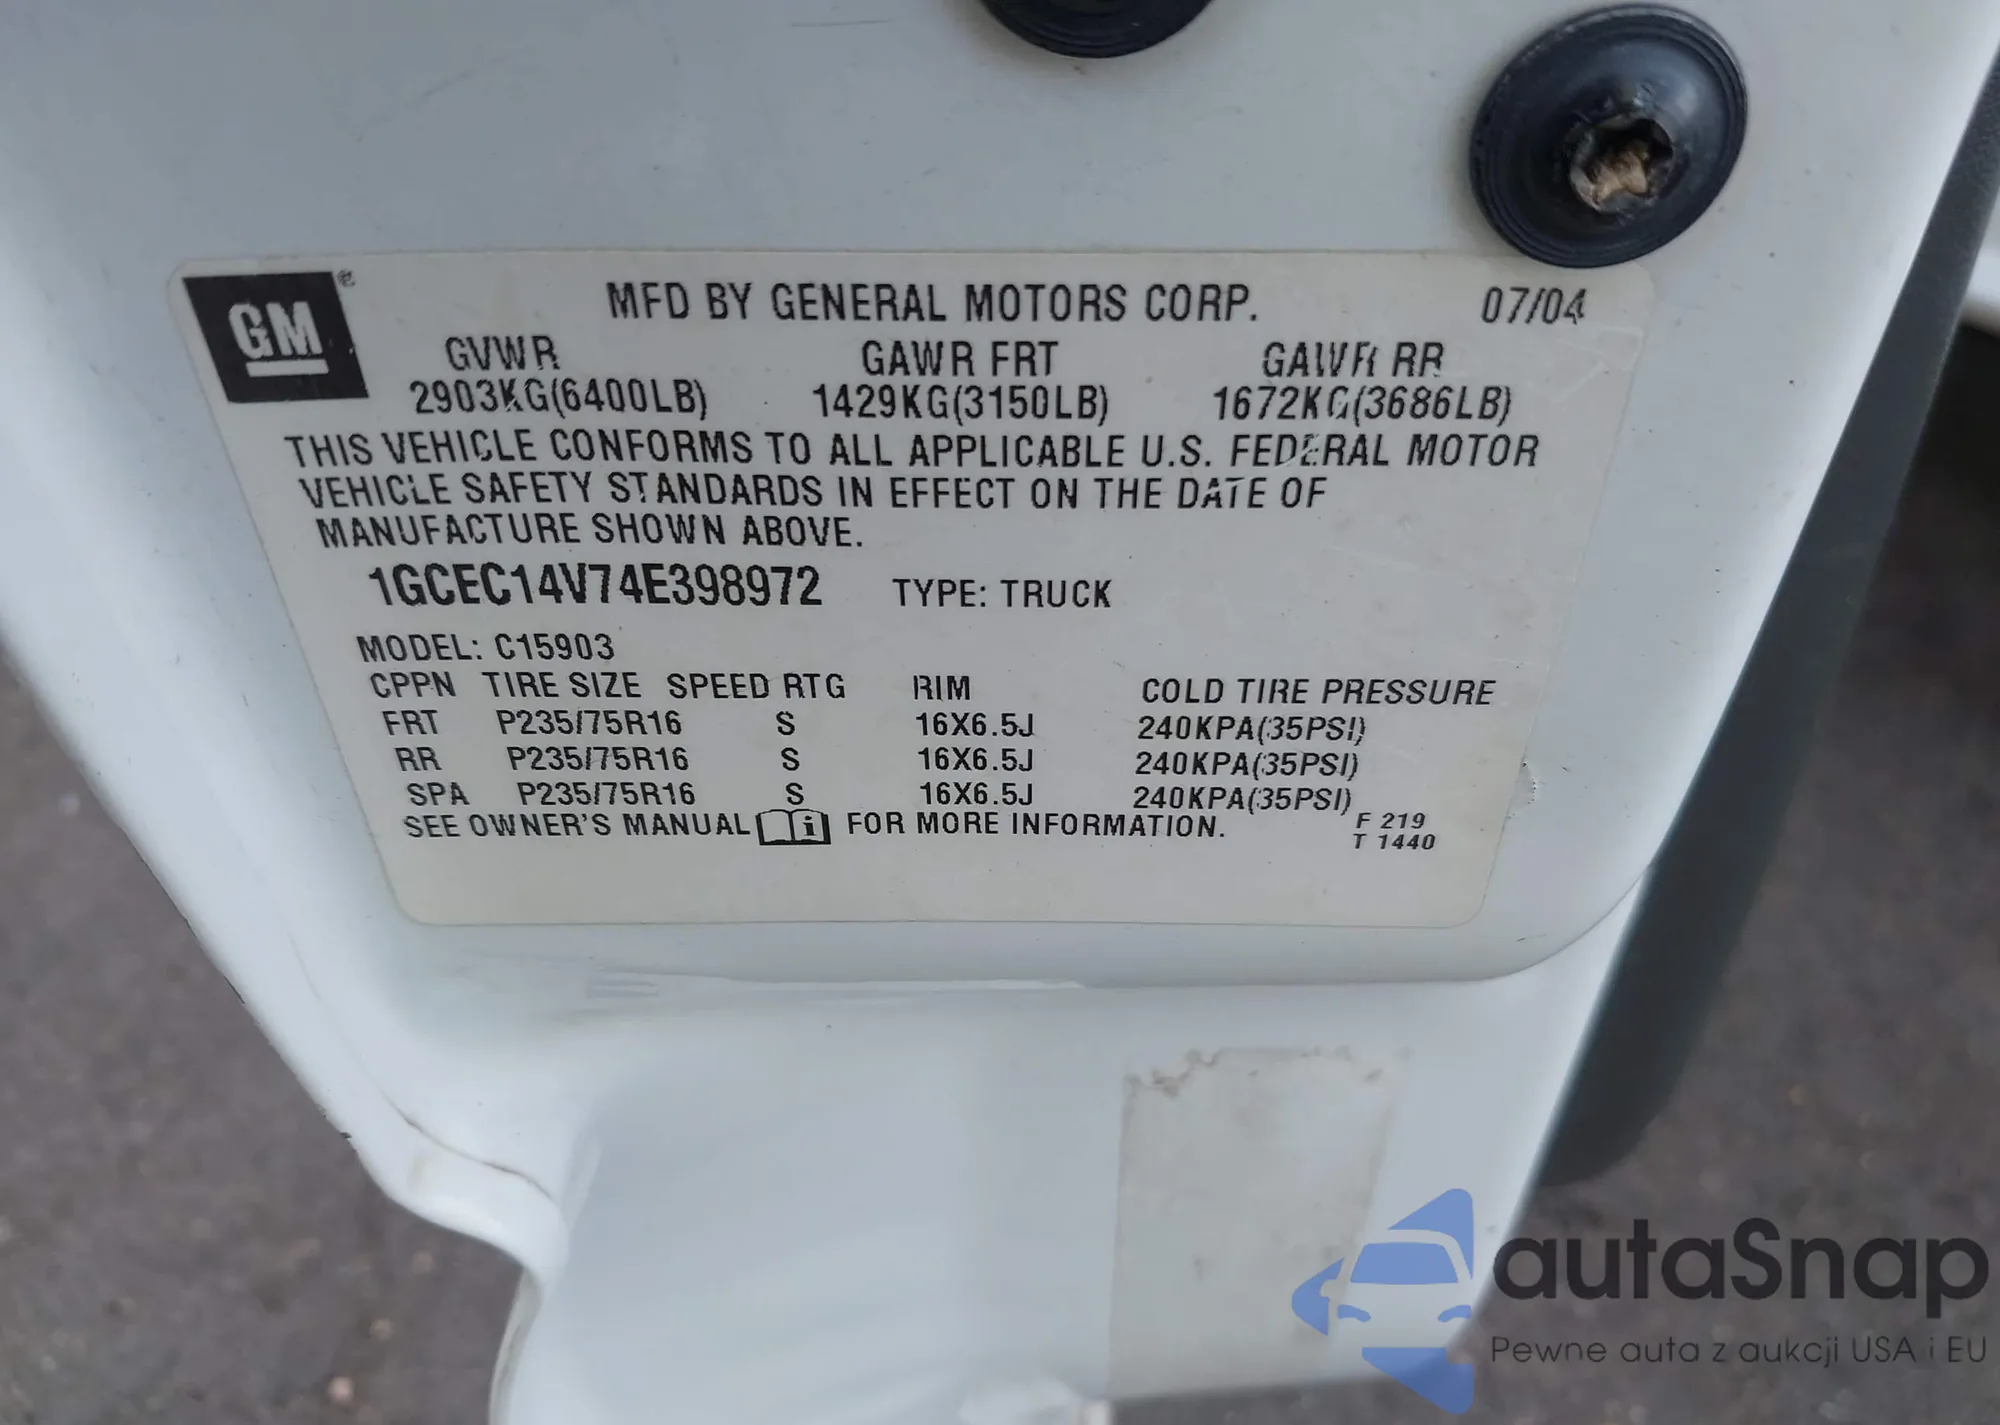 GM ®
MFD BY GENERAL MOTORS CORP. 07/04
GVWR GAWR FRT GAWR RR
2903KG(6400LB) 1429KG(3150LB) 1672KG(3686LB)
THIS VEHICLE CONFORMS TO ALL APPLICABLE U.S. FEDERAL MOTOR
VEHICLE SAFETY STANDARDS IN EFFECT ON THE DATE OF
MANUFACTURE SHOWN ABOVE.
1GCEC14V74E398972 TYPE: TRUCK
MODEL: C15903
CPPN TIRE SIZE SPEED RTG RIM COLD TIRE PRESSURE
FRT P235/75R16 S 16X6.5J 240KPA(35PSI)
RR P235/75R16 S 16X6.5J 240KPA(35PSI)
SPA P235/75R16 S 16X6.5J 240KPA(35PSI)
SEE OWNER'S MANUAL i FOR MORE INFORMATION.
F 219
T 1440
autaSnap
Pewne auta z aukcji USA i EU